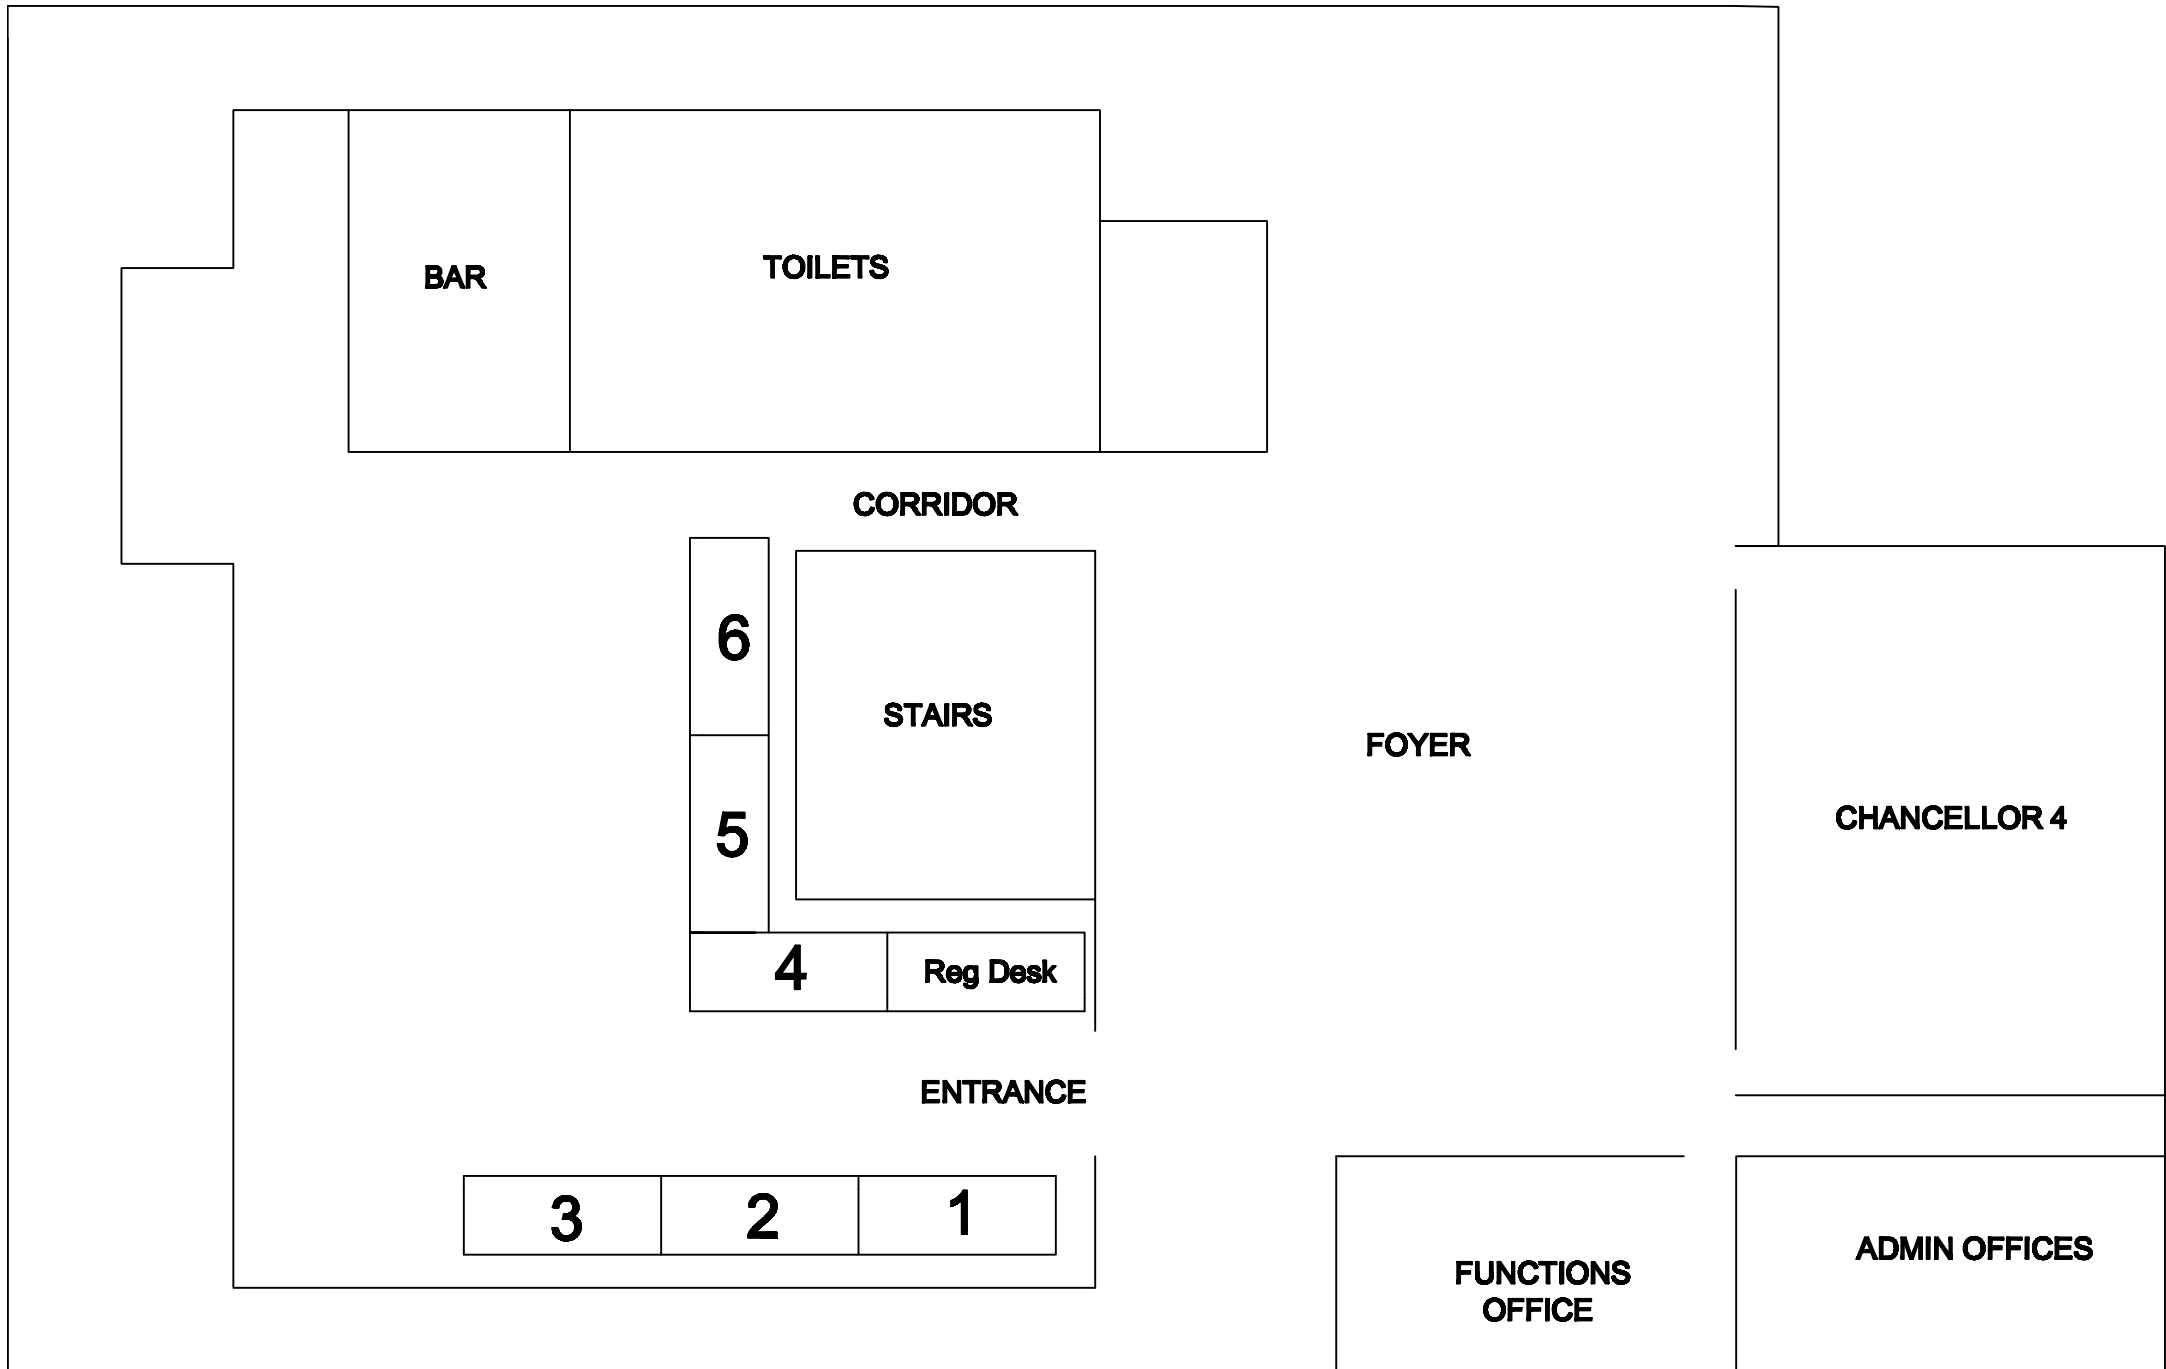 BAR
TOILETS
CORRIDOR
6
STAIRS
FOYER
5
CHANCELLOR 4
4
Reg Desk
ENTRANCE
3
2
1
ADMIN OFFICES
FUNCTIONS
OFFICE